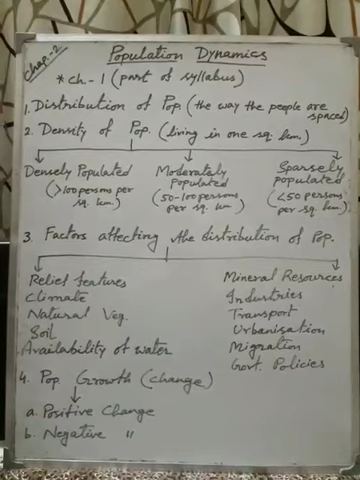 Chap.-2
Population Dynamics
* ch.-1 (part of syllabus)
1. Distribution of Pop. (the way the people are spaced)
2. Density of Pop. (living in one sq. km.)
Densely Populated (>100 persons per sq. km.)
Moderately Populated (50-100 persons per sq. km.)
Sparsely populated (<50 persons per sq. km.)
3. Factors affecting the distribution of Pop.
Relief features
Climate
Natural Veg.
Soil
Availability of water
Mineral Resources
Industries
Transport
Urbanisation
Migration
Govt. Policies
4. Pop. Growth (change)
a. Positive Change
b. Negative "